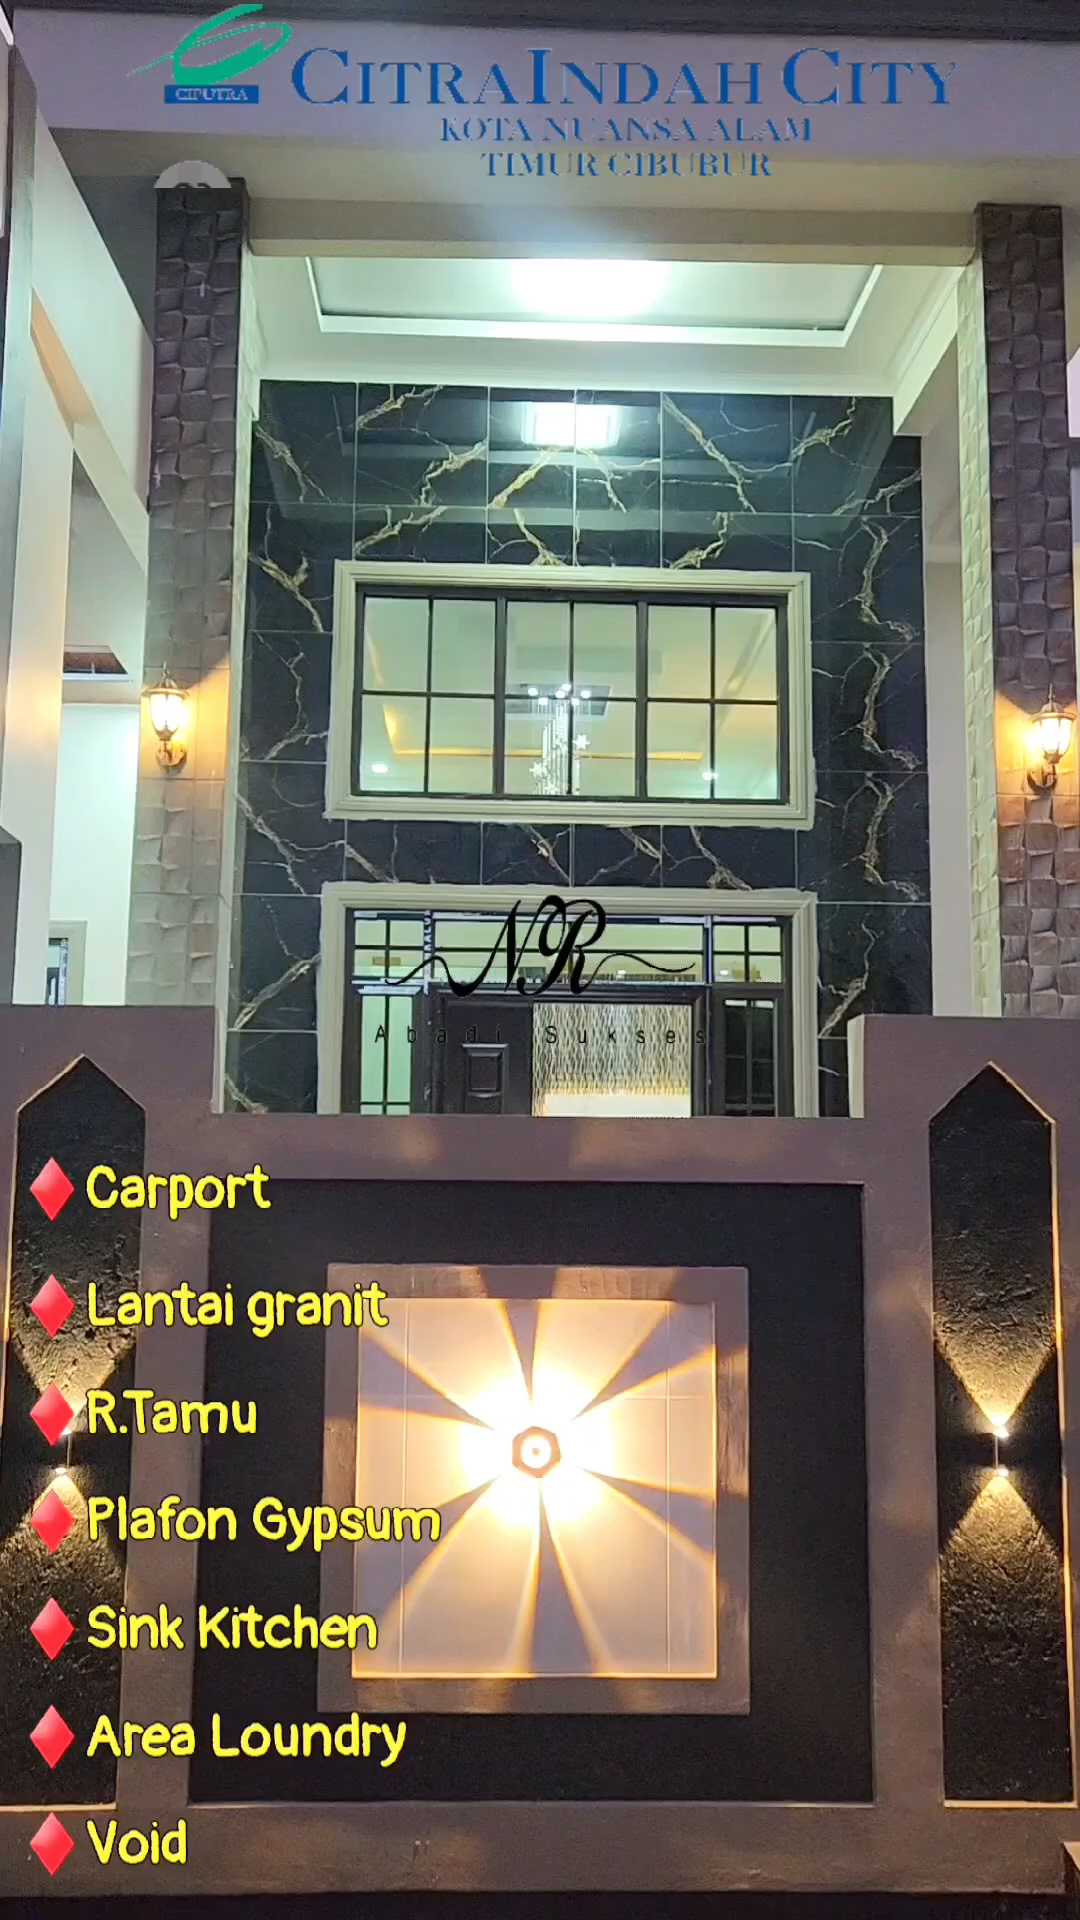 CIPUTRA
CITRAINDAH CITY
KOTA NUANSA ALAM
TIMUR CIBUBUR
NR
Abadi Sukses
Carport
Lantai granit
R.Tamu
Plafon Gypsum
Sink Kitchen
Area Loundry
Void